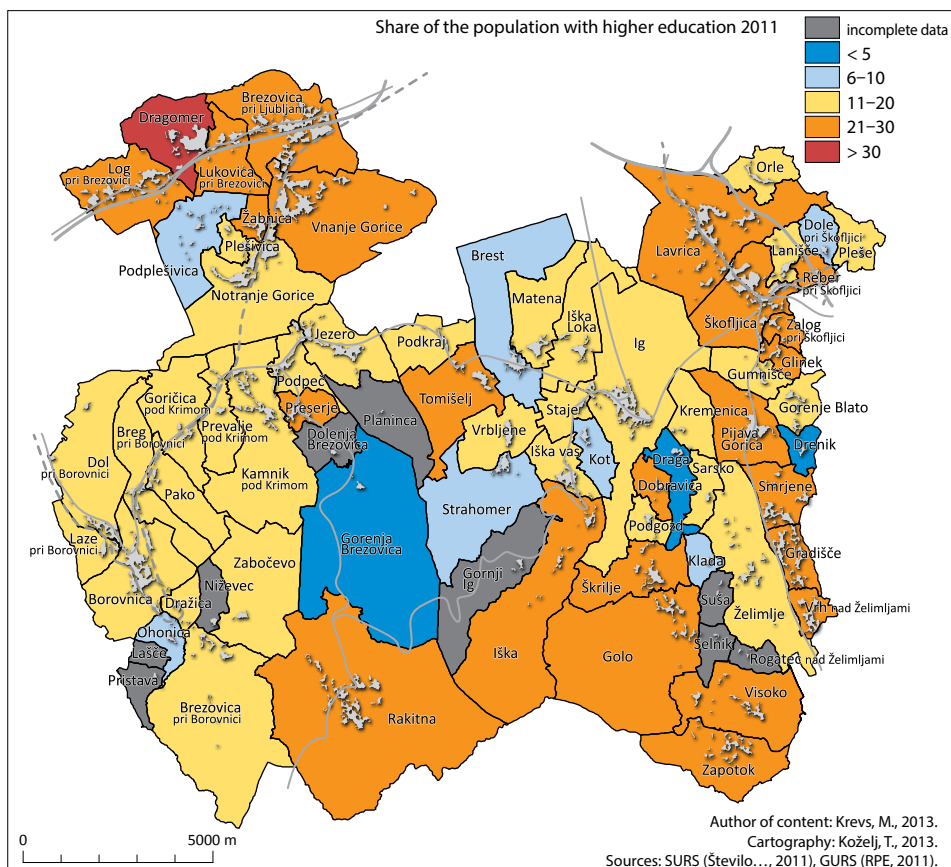 Share of the population with higher education 2011
incomplete data
< 5
6–10
11–20
21–30
> 30
Brezovica
pri Ljubljani
Dragomer
Log
pri Brezovici
Lukovica
pri Brezovici
Žabnica
Vnanje Gorice
Plešivica
Podplešivica
Notranje Gorice
Orle
Dole
pri Škofljici
Lavrica
Lanišče
Pleše
Reber
pri Škofljici
Brest
Matena
Iška
Loka
Ig
Škofljica
Zalog
pri Škofljici
Glinek
Gumnišče
Jezero
Podkraj
Podpeč
Goričica
pod Krimom
Preserje
Planinca
Tomišelj
Staje
Kremenica
Gorenje Blato
Breg
pri Borovnici
Prevalje
pod Krimom
Dolenja
Brezovica
Vrbljene
Iška vas
Kot
Pijava
Gorica
Drenik
Dol
pri Borovnici
Pako
Kamnik
pod Krimom
Draga
Sarsko
Dobravica
Smrjene
Strahomer
Podgozd
Laze
pri Borovnici
Gorenja
Brezovica
Zabočevo
Gornji
Ig
Klada
Gradišče
Niževec
Škrilje
Suša
Borovnica
Dražica
Želimlje
Vrh nad Želimljami
Ohonica
Lašče
Iška
Golo
Selnik
Rogatec nad Želimljami
Pristava
Brezovica
pri Borovnici
Rakitna
Visoko
Zapotok
0 5000 m
Author of content: Krevs, M., 2013.
Cartography: Koželj, T., 2013.
Sources: SURS (Število…, 2011), GURS (RPE, 2011).